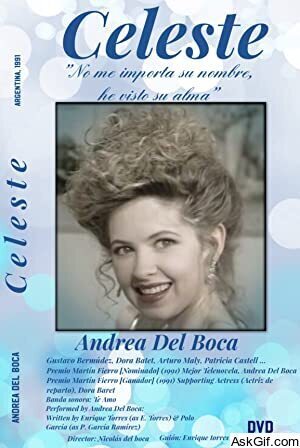 Celeste
"No me importa su nombre,
he visto su alma"
ARGENTINA, 1991
Celeste
ANDREA DEL BOCA
Andrea Del Boca
Gustavo Bermúdez, Dora Batet, Arturo Maly, Patricia Castell ...
Premio Martín Fierro [Nominado] (1991) Mejor Telenovela, Andrea Del Boca
Premio Martín Fierro [Ganador] (1991) Supporting Actress (Actriz de
reparto), Dora Baret
Banda sonora: Te Amo
Performed by Andrea Del Boca:
Written by Enrique Torres (as E. Torres) & Polo
García (as P. García Ramírez)
Director: Nicolás del boca
Guión: Enrique torres
DVD
AskGif.com